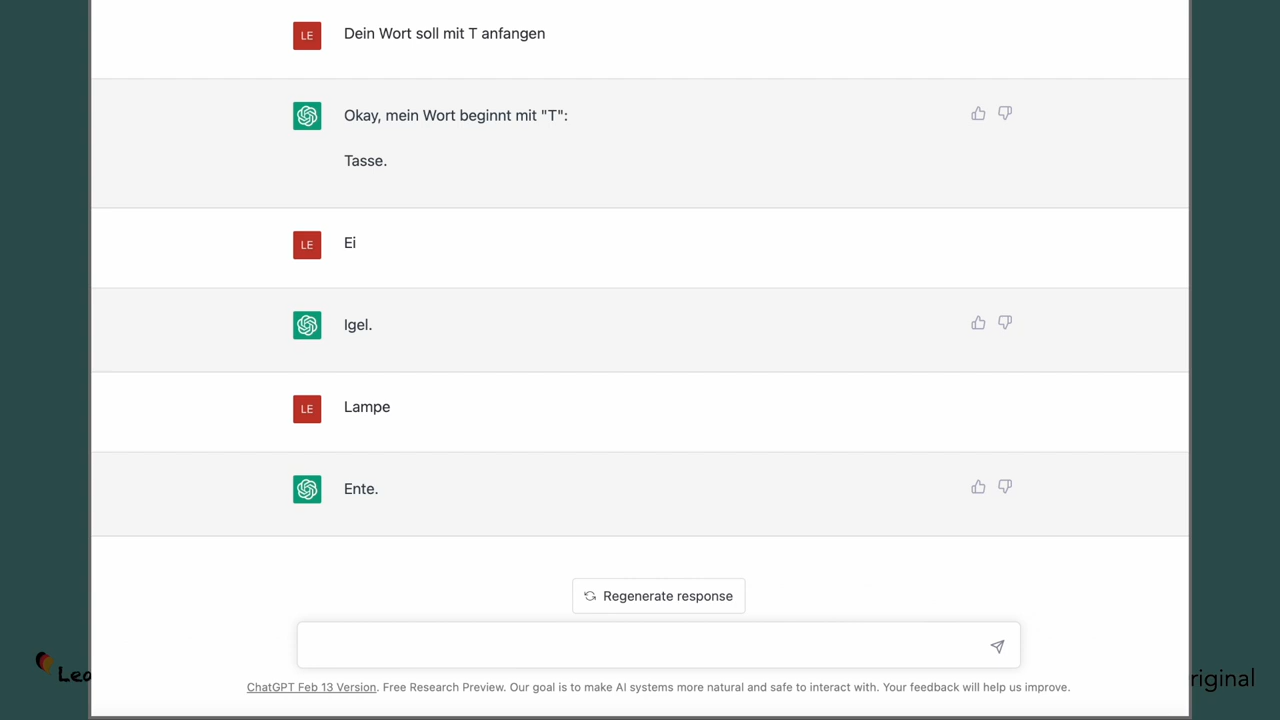 LE Dein Wort soll mit T anfangen
Okay, mein Wort beginnt mit "T":
Tasse.
LE Ei
Igel.
LE Lampe
Ente.
Regenerate response
ChatGPT Feb 13 Version. Free Research Preview. Our goal is to make AI systems more natural and safe to interact with. Your feedback will help us improve.
Lea
riginal